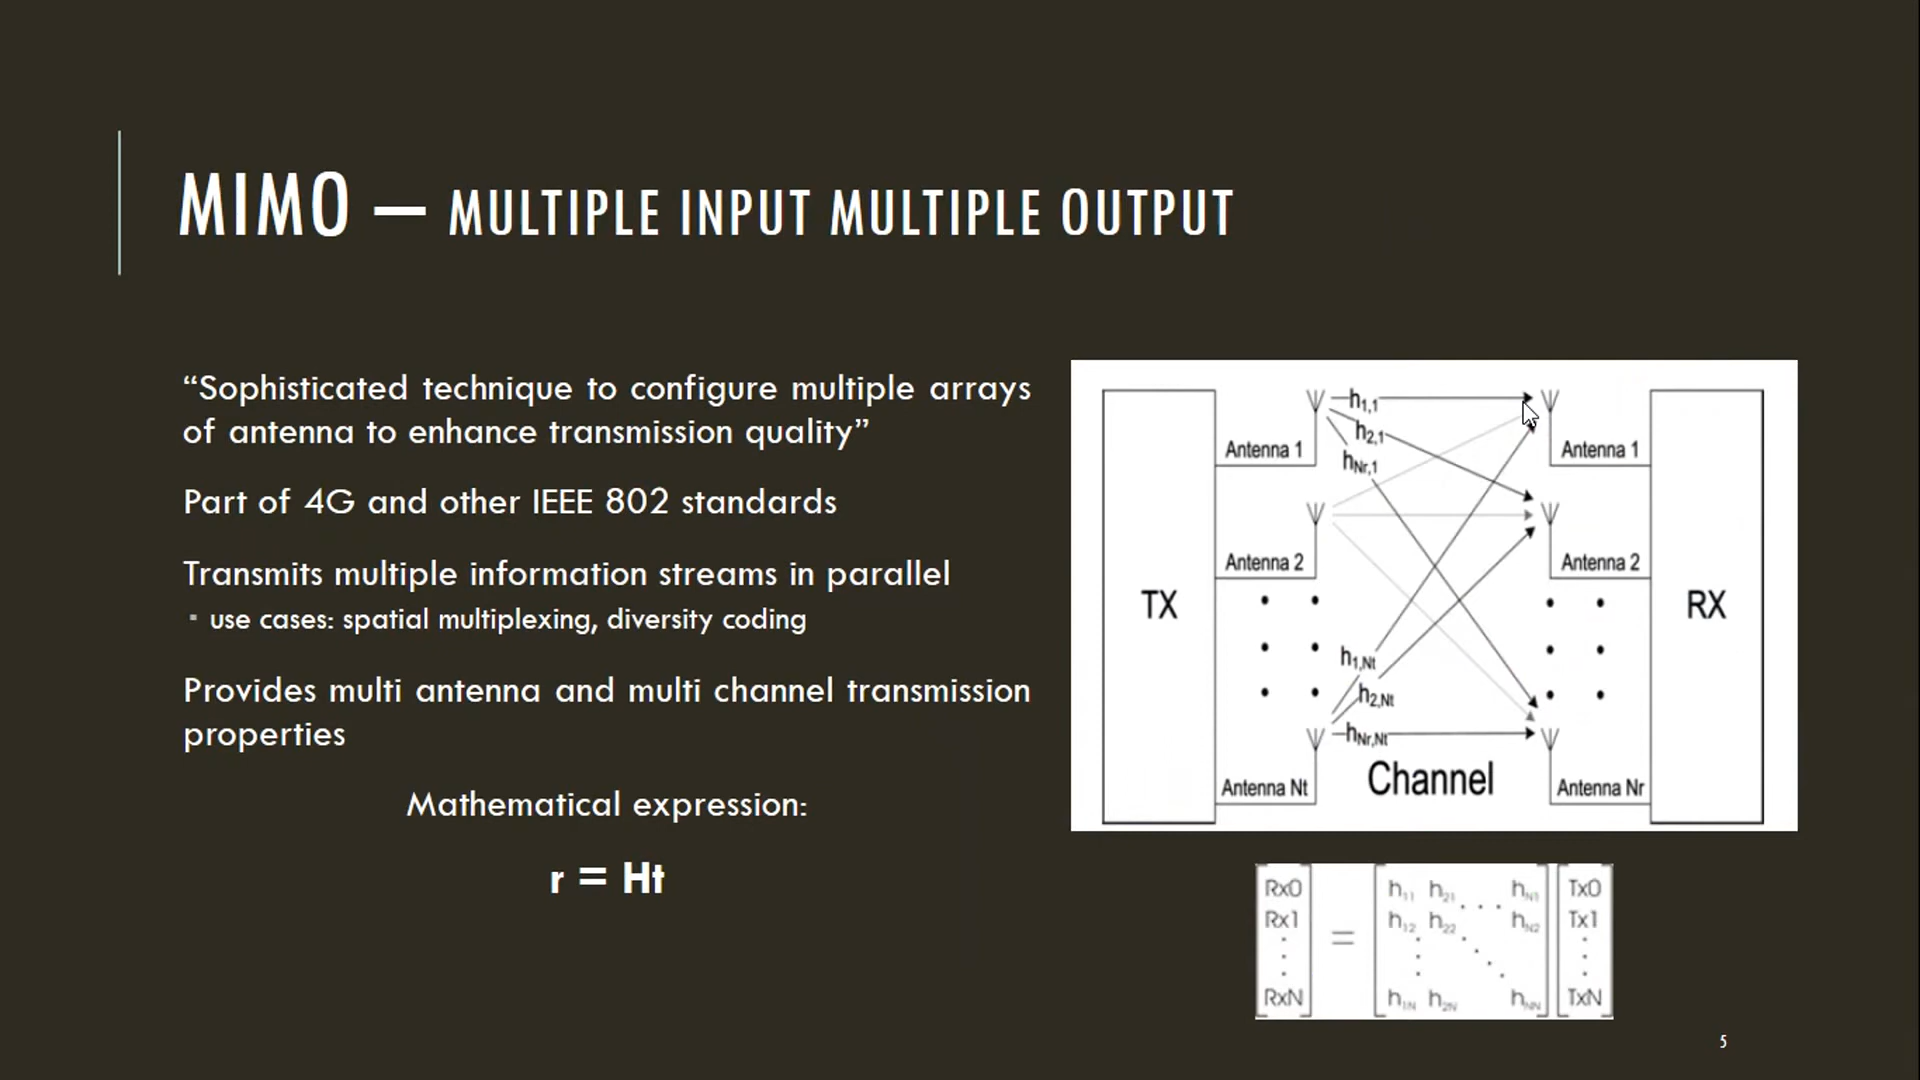 MIMO – MULTIPLE INPUT MULTIPLE OUTPUT
“Sophisticated technique to configure multiple arrays
of antenna to enhance transmission quality”
Part of 4G and other IEEE 802 standards
Transmits multiple information streams in parallel
▪ use cases: spatial multiplexing, diversity coding
Provides multi antenna and multi channel transmission
properties
Mathematical expression:
r = Ht
TX
Antenna 1
Antenna 2
Antenna Nt
h1,1
h2,1
hNr,1
h1,Nt
h2,Nt
hNr,Nt
Channel
Antenna 1
Antenna 2
Antenna Nr
RX
Rx0 h11 h21 . . . hN1 Tx0
Rx1 = h12 h22 hN2 Tx1
RxN h1N h2N hNN TxN
5